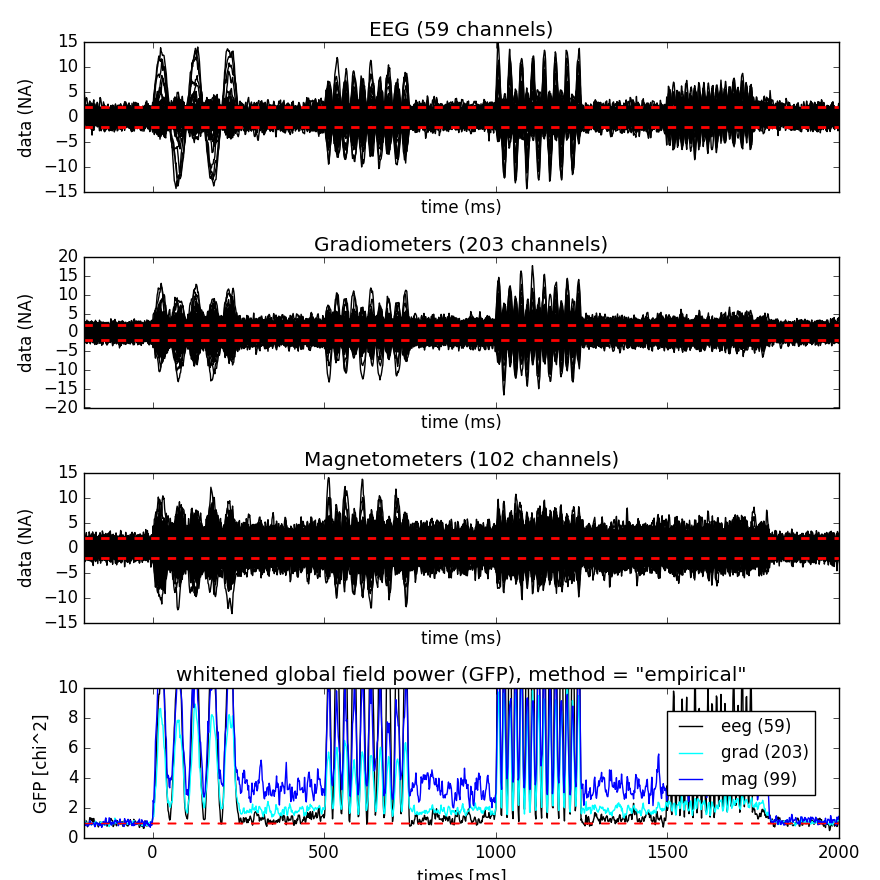 EEG (59 channels)
15
10
5
0
−5
−10
−15
data (NA)
time (ms)
Gradiometers (203 channels)
20
15
10
5
0
−5
−10
−15
−20
data (NA)
time (ms)
Magnetometers (102 channels)
15
10
5
0
−5
−10
−15
data (NA)
time (ms)
whitened global field power (GFP), method = "empirical"
10
8
6
4
2
0
GFP [chi^2]
eeg (59)
grad (203)
mag (99)
0 500 1000 1500 2000
times [ms]